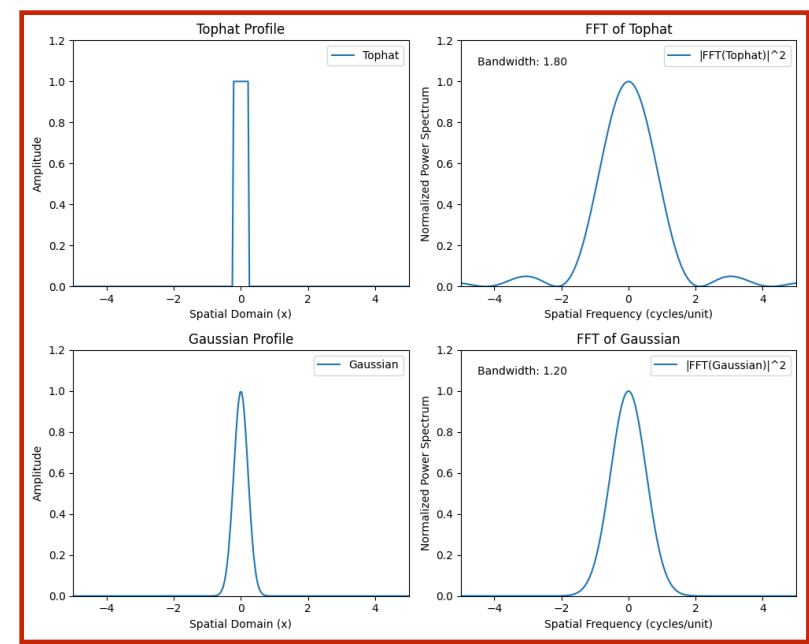 Tophat Profile
1.2
1.0
0.8
0.6
0.4
0.2
0.0
Amplitude
Tophat
−4 −2 0 2 4
Spatial Domain (x)
FFT of Tophat
1.2
1.0
0.8
0.6
0.4
0.2
0.0
Normalized Power Spectrum
Bandwidth: 1.80
|FFT(Tophat)|^2
−4 −2 0 2 4
Spatial Frequency (cycles/unit)
Gaussian Profile
1.2
1.0
0.8
0.6
0.4
0.2
0.0
Amplitude
Gaussian
−4 −2 0 2 4
Spatial Domain (x)
FFT of Gaussian
1.2
1.0
0.8
0.6
0.4
0.2
0.0
Normalized Power Spectrum
Bandwidth: 1.20
|FFT(Gaussian)|^2
−4 −2 0 2 4
Spatial Frequency (cycles/unit)